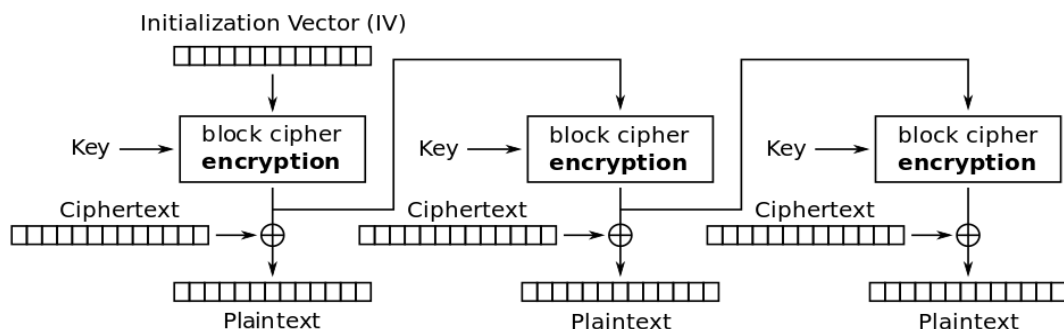 Initialization Vector (IV)
Key
block cipher
encryption
Key
block cipher
encryption
Key
block cipher
encryption
Ciphertext
Ciphertext
Ciphertext
Plaintext
Plaintext
Plaintext